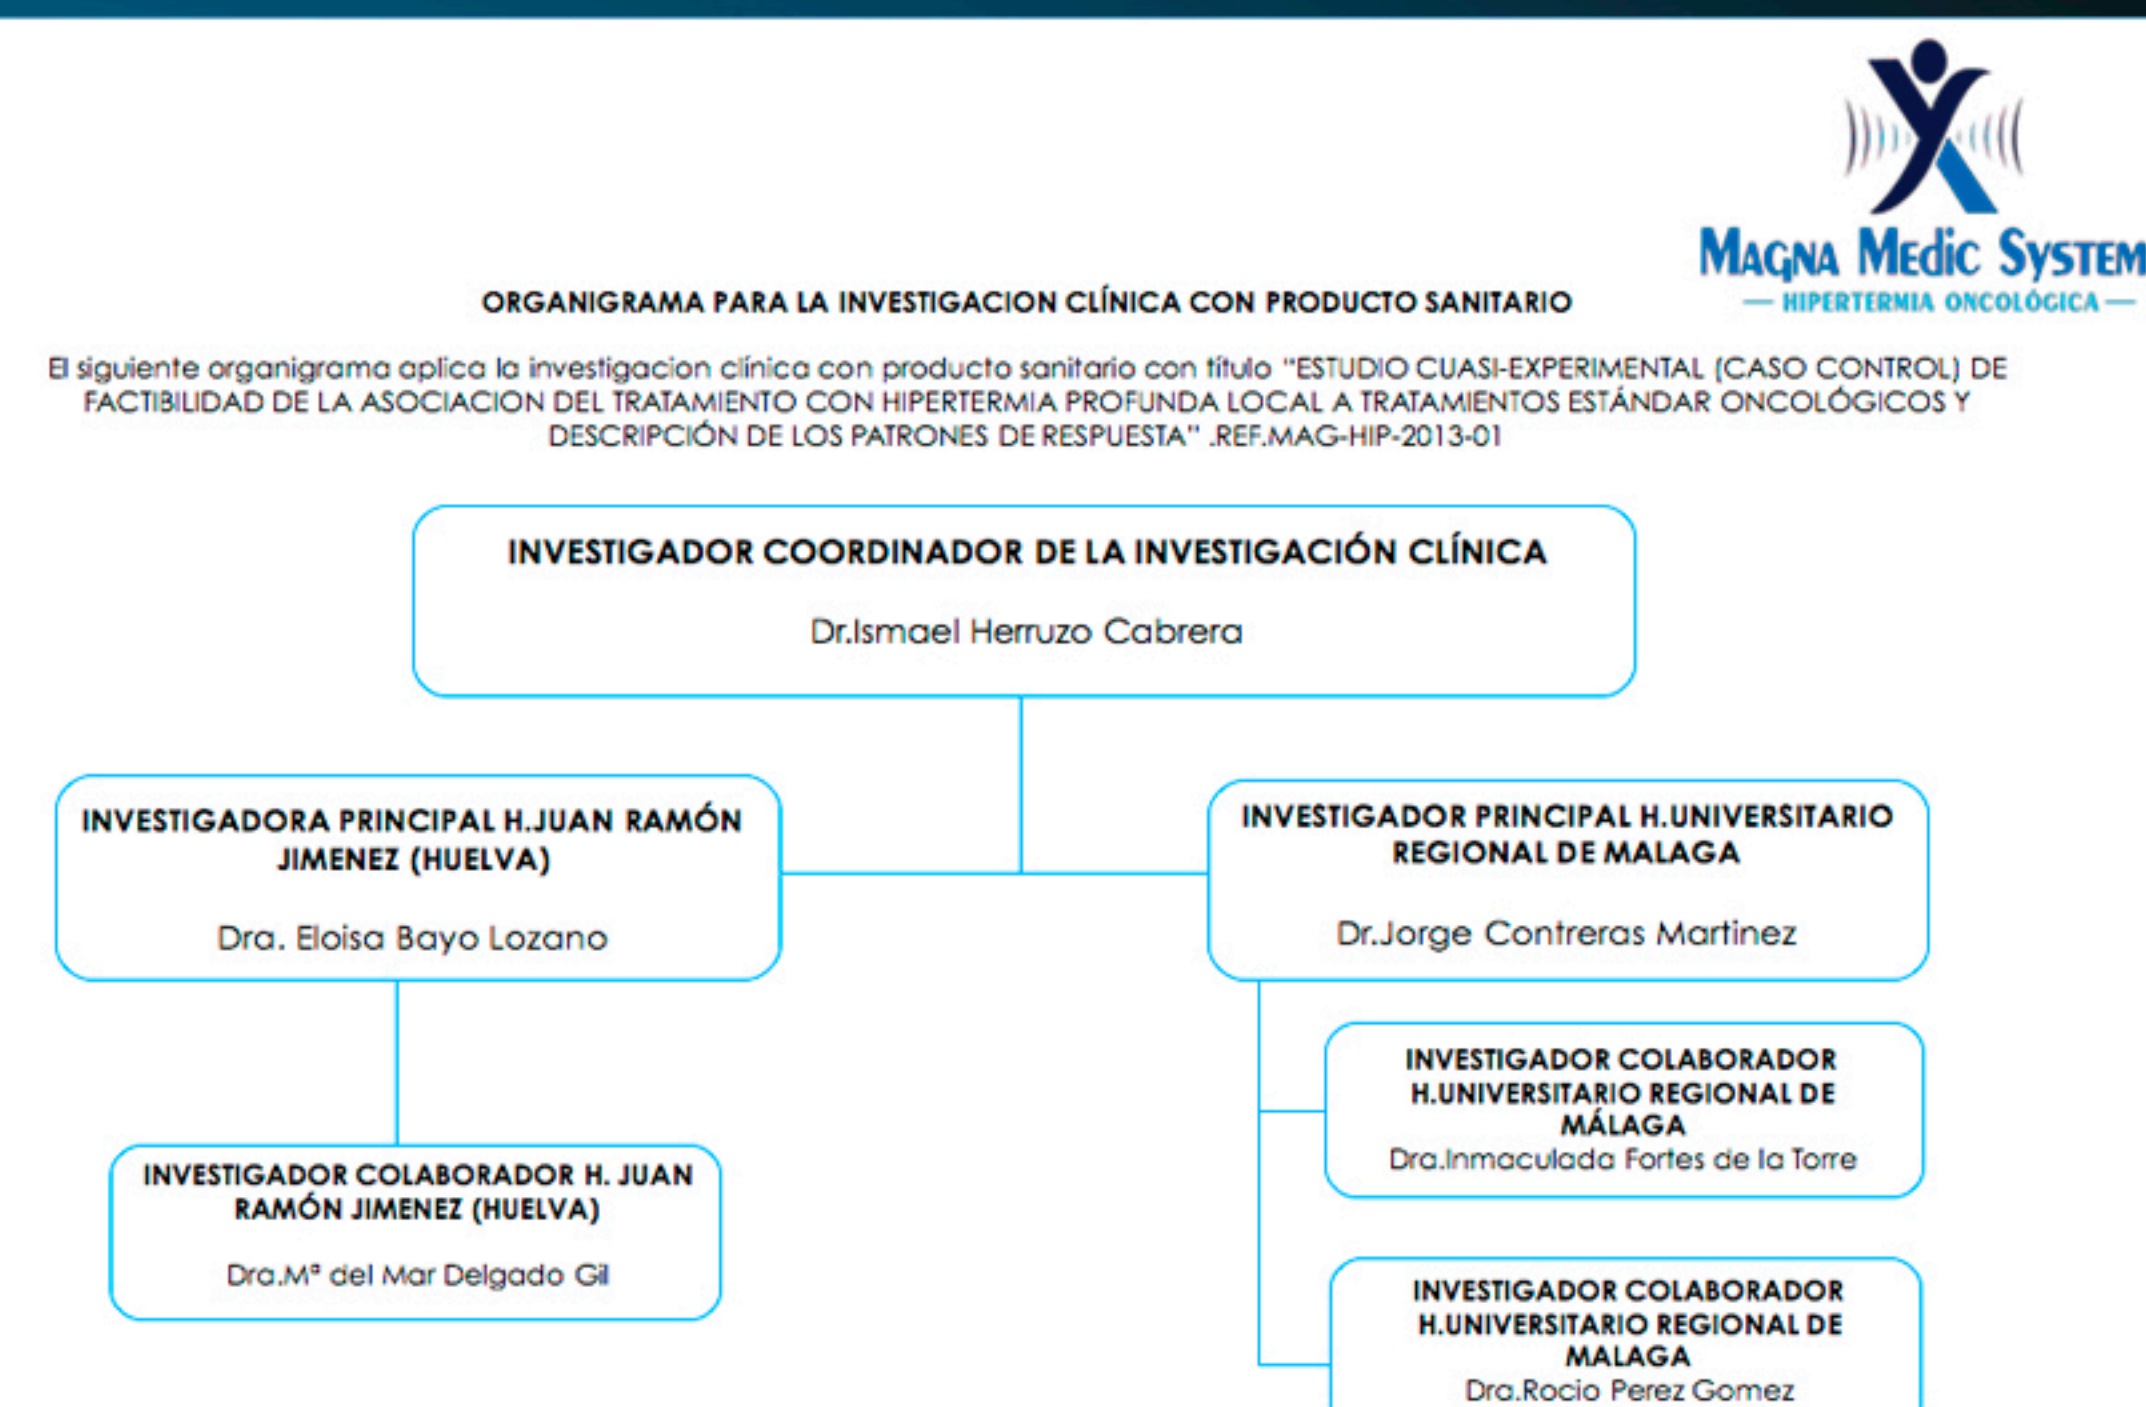 MAGNA MEDIC SYSTEM
— HIPERTERMIA ONCOLÓGICA —
ORGANIGRAMA PARA LA INVESTIGACION CLÍNICA CON PRODUCTO SANITARIO
El siguiente organigrama aplica la investigacion clínica con producto sanitario con título "ESTUDIO CUASI-EXPERIMENTAL (CASO CONTROL) DE
FACTIBILIDAD DE LA ASOCIACION DEL TRATAMIENTO CON HIPERTERMIA PROFUNDA LOCAL A TRATAMIENTOS ESTÁNDAR ONCOLÓGICOS Y
DESCRIPCIÓN DE LOS PATRONES DE RESPUESTA" .REF.MAG-HIP-2013-01
INVESTIGADOR COORDINADOR DE LA INVESTIGACIÓN CLÍNICA
Dr.Ismael Herruzo Cabrera
INVESTIGADORA PRINCIPAL H.JUAN RAMÓN
JIMENEZ (HUELVA)
Dra. Eloisa Bayo Lozano
INVESTIGADOR PRINCIPAL H.UNIVERSITARIO
REGIONAL DE MALAGA
Dr.Jorge Contreras Martinez
INVESTIGADOR COLABORADOR H. JUAN
RAMÓN JIMENEZ (HUELVA)
Dra.Mª del Mar Delgado Gil
INVESTIGADOR COLABORADOR
H.UNIVERSITARIO REGIONAL DE
MÁLAGA
Dra.Inmaculada Fortes de la Torre
INVESTIGADOR COLABORADOR
H.UNIVERSITARIO REGIONAL DE
MALAGA
Dra.Rocio Perez Gomez